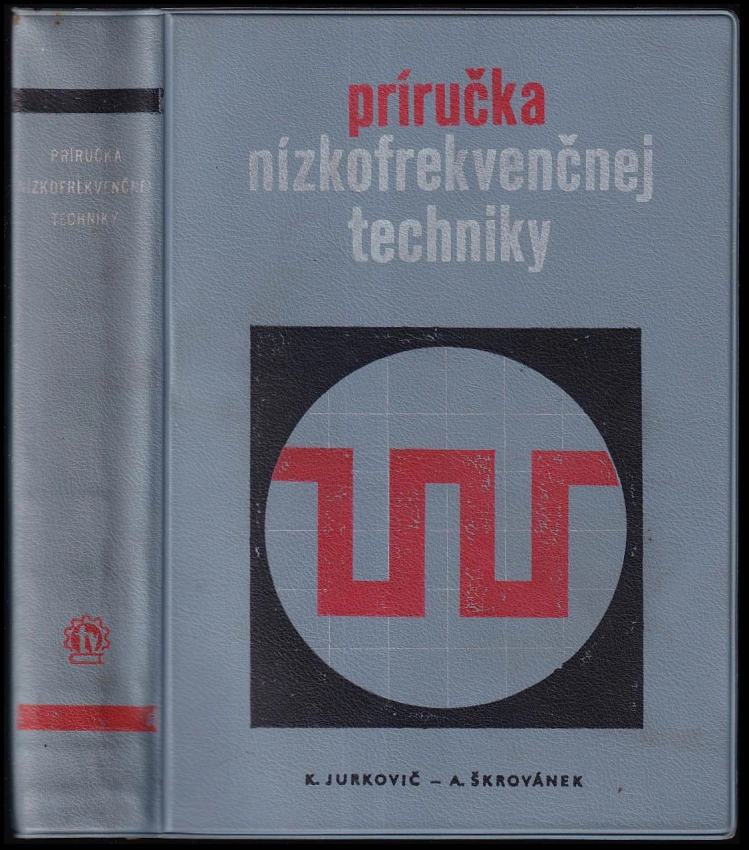 PRÍRUČKA
NÍZKOFREKVENČNEJ
TECHNIKY
príručka
nízkofrekvenčnej
techniky
K. JURKOVIČ – A. ŠKROVÁNEK